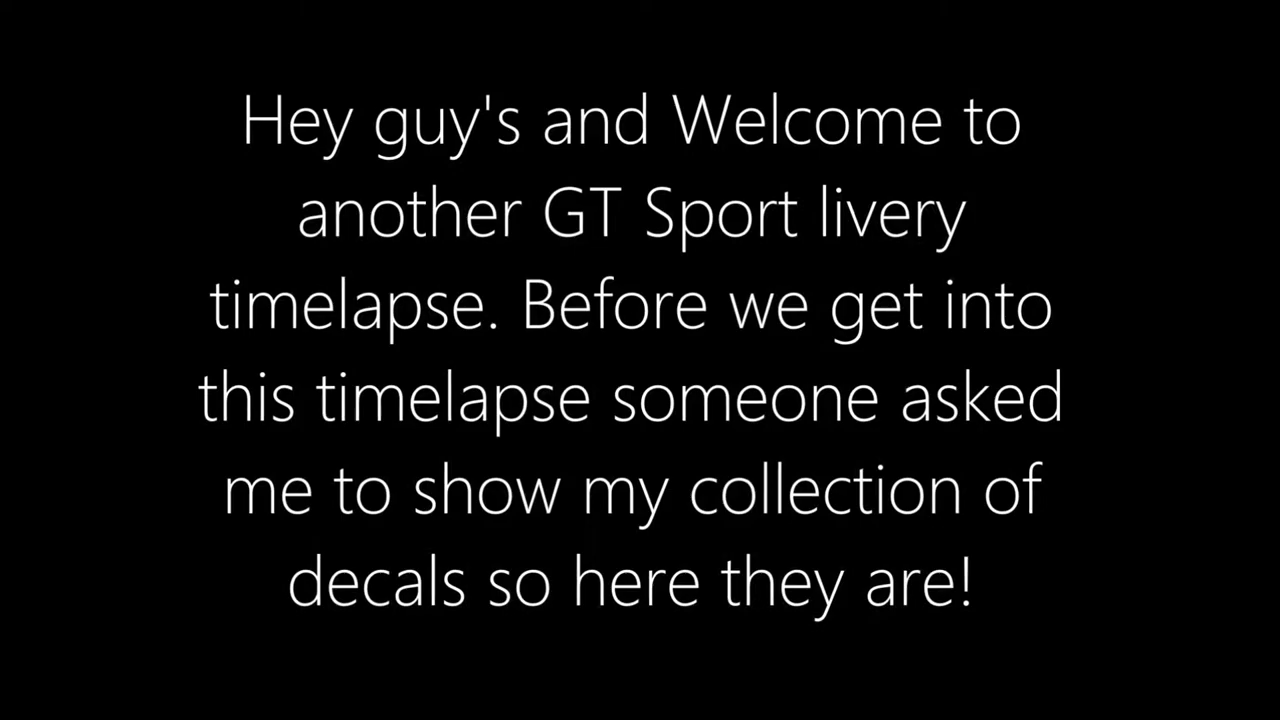 Hey guy's and Welcome to
another GT Sport livery
timelapse. Before we get into
this timelapse someone asked
me to show my collection of
decals so here they are!